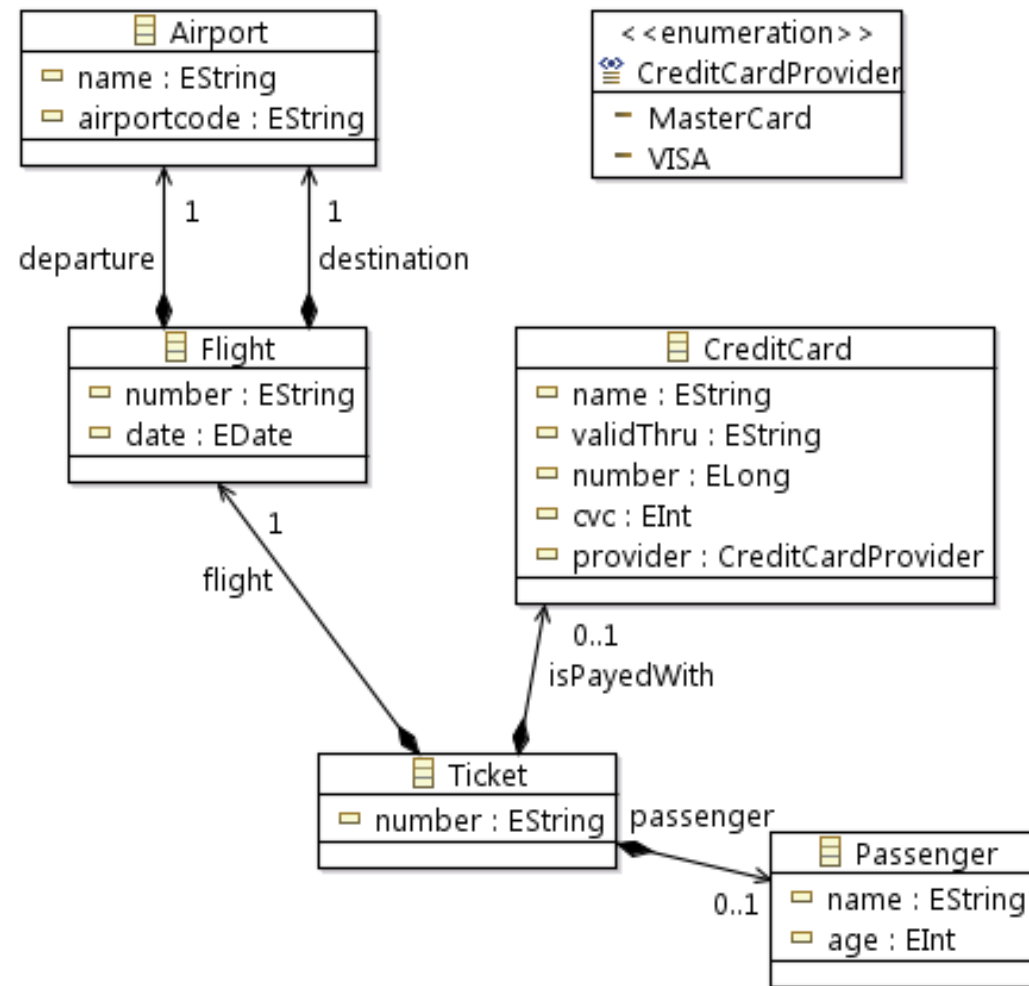 Airport
name : EString
airportcode : EString
<<enumeration>>
CreditCardProvider
MasterCard
VISA
1
1
departure
destination
Flight
number : EString
date : EDate
CreditCard
name : EString
validThru : EString
number : ELong
cvc : EInt
provider : CreditCardProvider
1
flight
0..1
isPayedWith
Ticket
number : EString
passenger
0..1
Passenger
name : EString
age : EInt